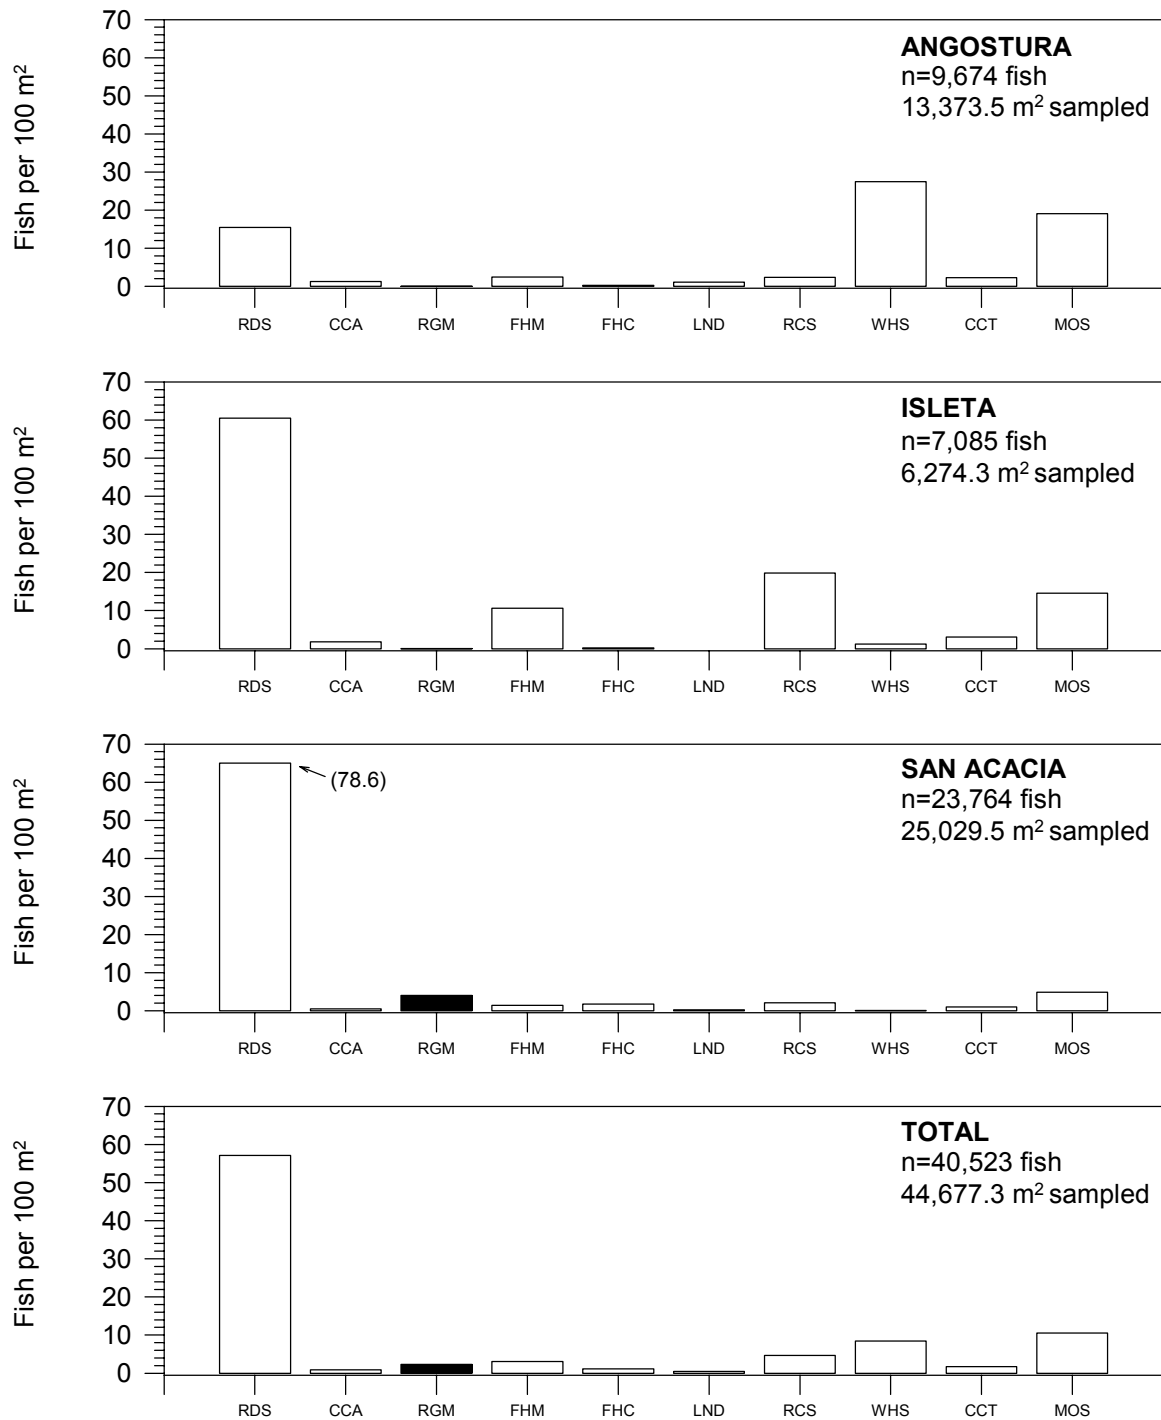 70
60
50
40
30
20
10
0
Fish per 100 m²
ANGOSTURA
n=9,674 fish
13,373.5 m² sampled
RDS CCA RGM FHM FHC LND RCS WHS CCT MOS
70
60
50
40
30
20
10
0
Fish per 100 m²
ISLETA
n=7,085 fish
6,274.3 m² sampled
RDS CCA RGM FHM FHC LND RCS WHS CCT MOS
70
60
50
40
30
20
10
0
Fish per 100 m²
(78.6)
SAN ACACIA
n=23,764 fish
25,029.5 m² sampled
RDS CCA RGM FHM FHC LND RCS WHS CCT MOS
70
60
50
40
30
20
10
0
Fish per 100 m²
TOTAL
n=40,523 fish
44,677.3 m² sampled
RDS CCA RGM FHM FHC LND RCS WHS CCT MOS